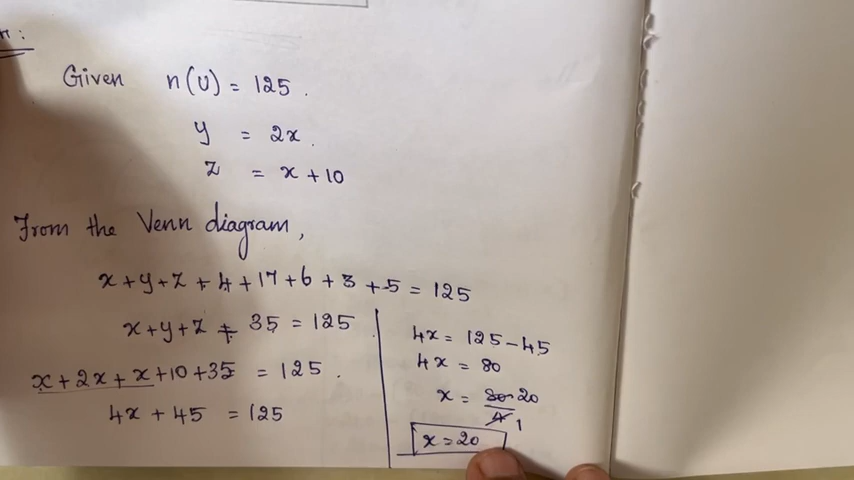 Given n(U) = 125.
y = 2x.
z = x + 10
From the Venn diagram,
x + y + z + 4 + 17 + 6 + 3 + 5 = 125
x + y + z + 35 = 125
x + 2x + x + 10 + 35 = 125.
4x + 45 = 125
4x = 125 - 45
4x = 80
x = 80 20
4 1
x = 20